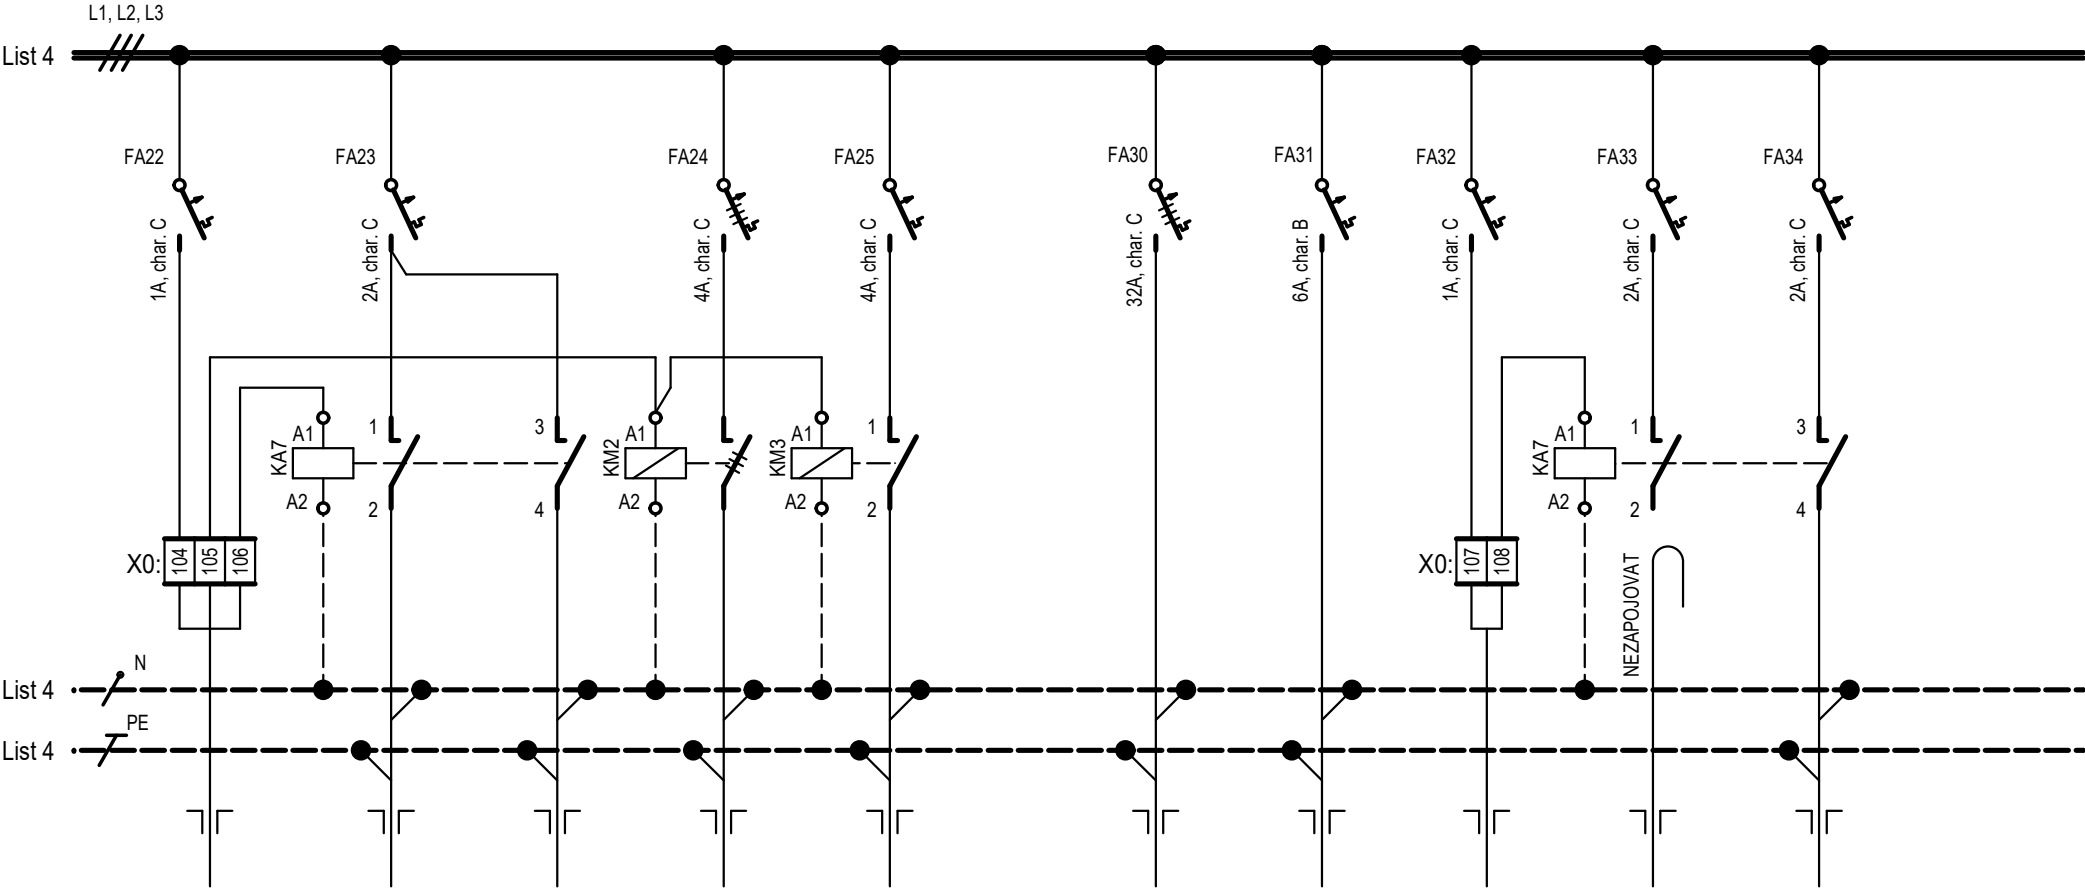 L1, L2, L3
List 4
FA22
FA23
FA24
FA25
FA30
FA31
FA32
FA33
FA34
1A, char. C
2A, char. C
4A, char. C
4A, char. C
32A, char. C
6A, char. B
1A, char. C
2A, char. C
2A, char. C
KA7
A1
A2
1
2
3
4
KM2
A1
A2
KM3
A1
A2
1
2
KA7
A1
A2
1
2
3
4
X0:
104
105
106
X0:
107
108
NEZAPOJOVAT
List 4
N
List 4
PE